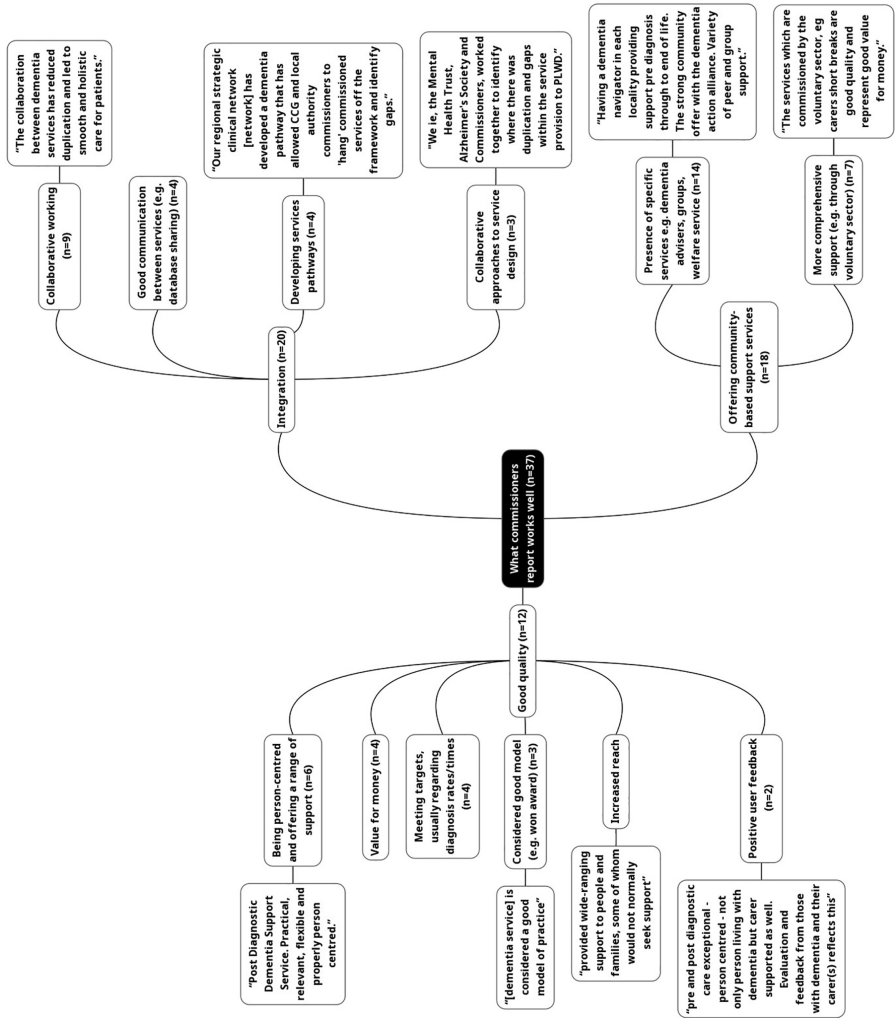 “The collaboration
between dementia
services has reduced
duplication and led to
smooth and holistic
care for patients.”
Collaborative working
(n=9)
Good communication
between services (e.g.
database sharing) (n=4)
“Our regional strategic
clinical network
[network] has
developed a dementia
pathway that has
allowed CCG and local
authority
commissioners to
'hang' commissioned
services off the
framework and identify
gaps.”
Developing services
pathways (n=4)
“We ie, the Mental
Health Trust,
Alzheimer’s Society and
Commissioners, worked
together to identify
where there was
duplication and gaps
within the service
provision to PLWD.”
Collaborative
approaches to service
design (n=3)
Integration (n=20)
“Having a dementia
navigator in each
locality providing
support pre diagnosis
through to end of life.
The strong community
offer with the dementia
action alliance. Variety
of peer and group
support.”
Presence of specific
services e.g. dementia
advisers, groups,
welfare service (n=14)
“The services which are
commissioned by the
voluntary sector, eg
carers short breaks are
good quality and
represent good value
for money.”
More comprehensive
support (e.g. through
voluntary sector) (n=7)
Offering community-
based support services
(n=18)
What commissioners
report works well (n=37)
Good quality (n=12)
Being person-centred
and offering a range of
support (n=6)
“Post Diagnostic
Dementia Support
Service. Practical,
relevant, flexible and
properly person
centred.”
Value for money (n=4)
Meeting targets,
usually regarding
diagnosis rates/times
(n=4)
Considered good model
(e.g. won award) (n=3)
“[dementia service] is
considered a good
model of practice”
Increased reach
“provided wide-ranging
support to people and
families, some of whom
would not normally
seek support”
Positive user feedback
(n=2)
“pre and post diagnostic
care exceptional -
person centred - not
only person living with
dementia but carer
supported as well.
Evaluation and
feedback from those
with dementia and their
carer(s) reflects this”